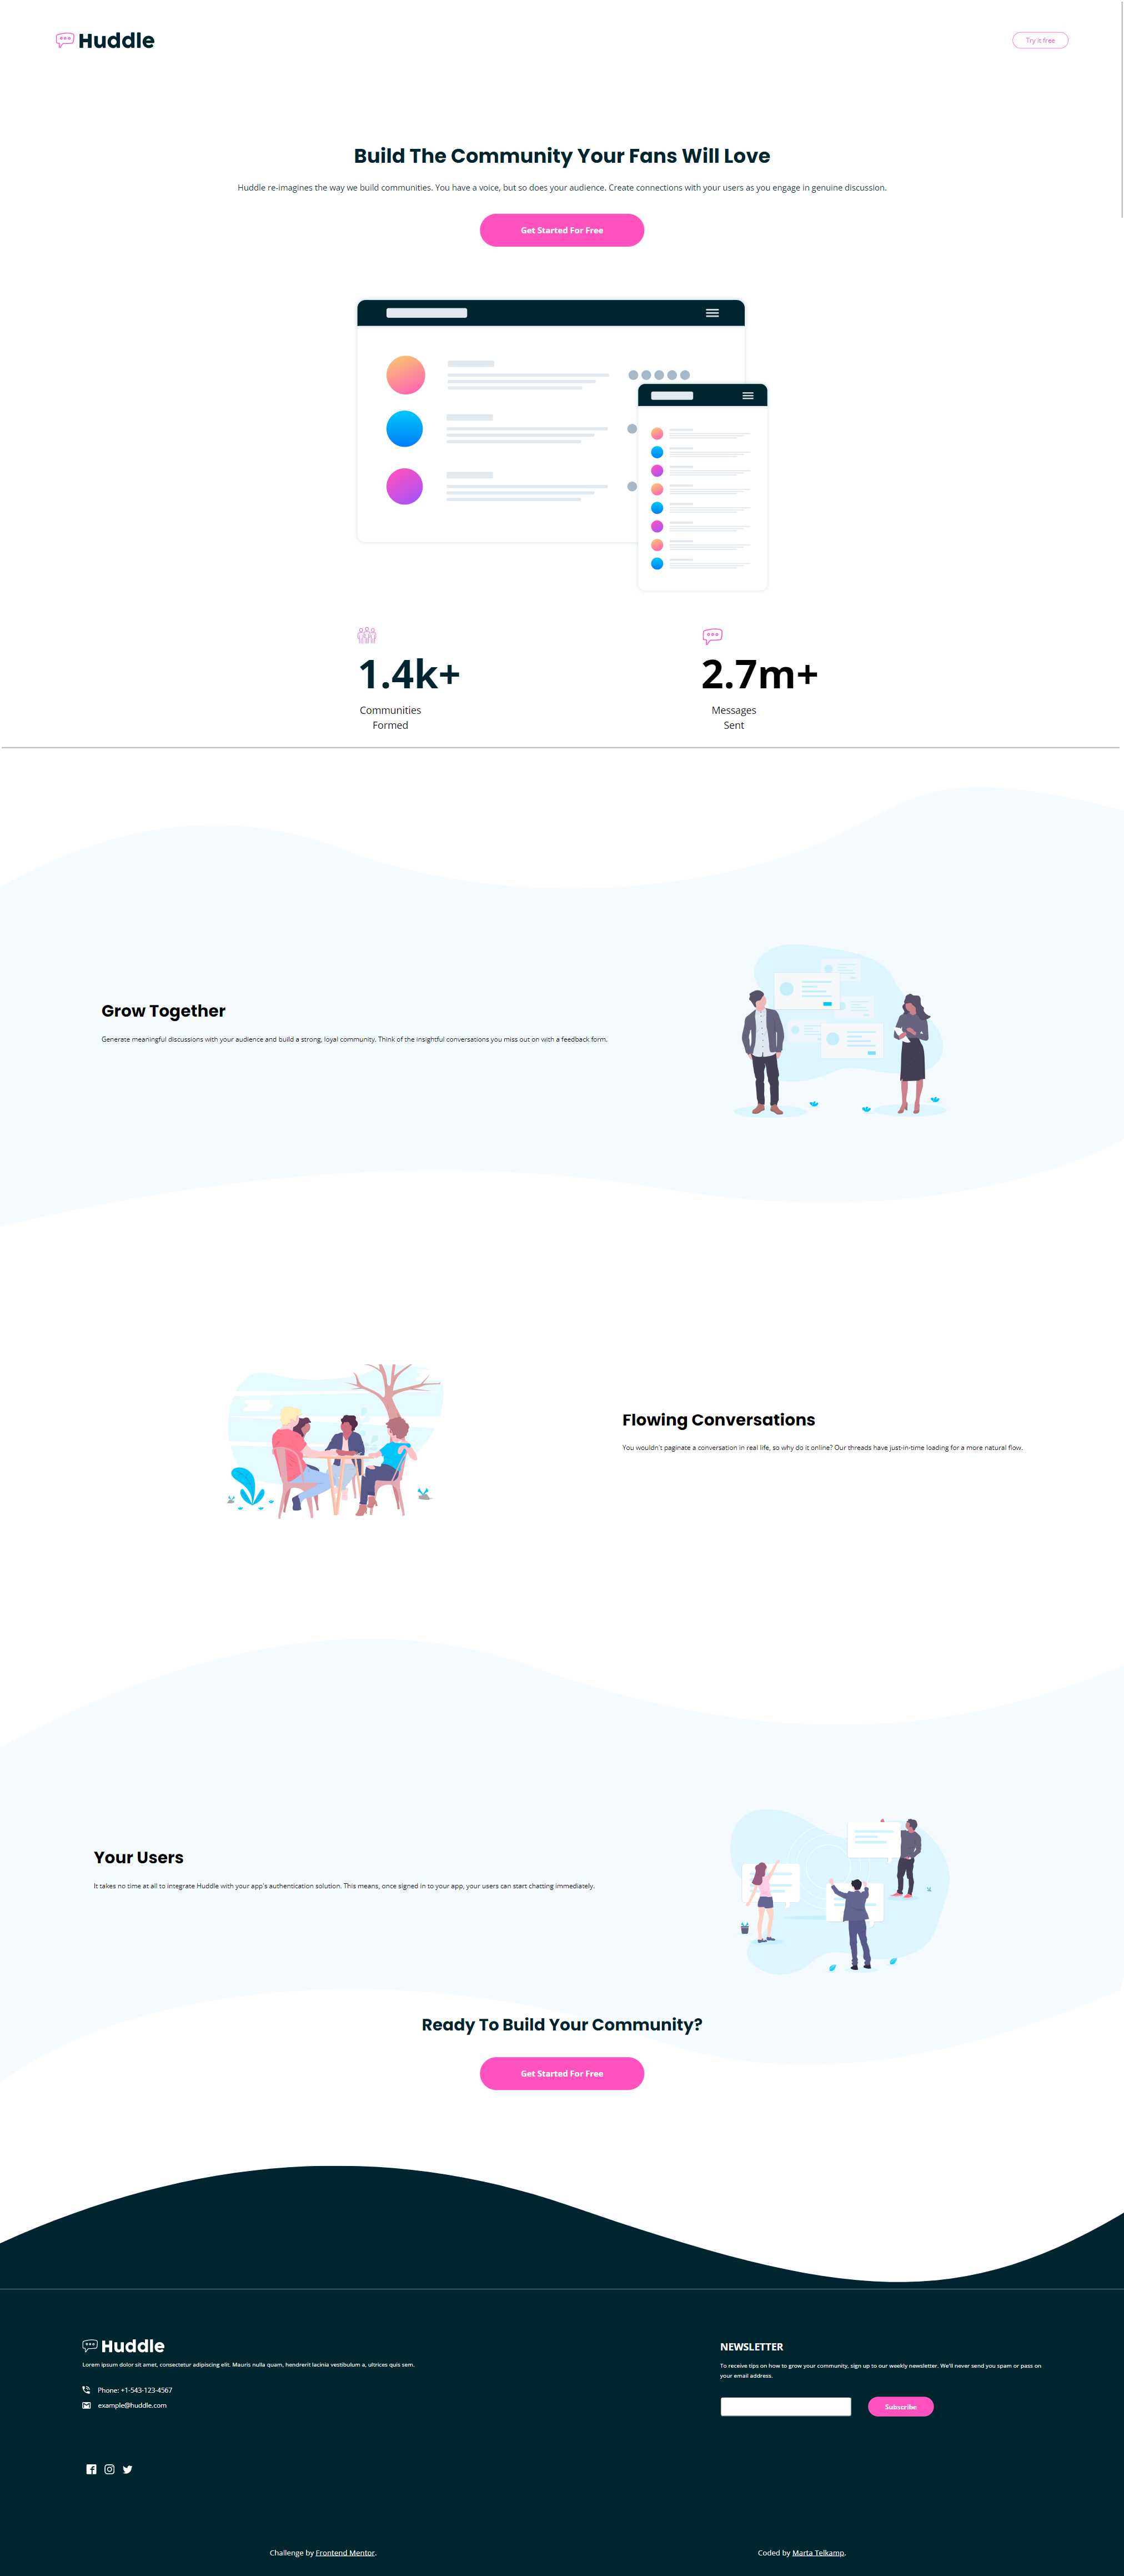 Huddle
Try it free
Build The Community Your Fans Will Love
Huddle re-imagines the way we build communities. You have a voice, but so does your audience. Create connections with your users as you engage in genuine discussion.
Get Started For Free
1.4k+
Communities
Formed
2.7m+
Messages
Sent
Grow Together
Generate meaningful discussions with your audience and build a strong, loyal community. Think of the insightful conversations you miss out on with a feedback form.
Flowing Conversations
You wouldn't paginate a conversation in real life, so why do it online? Our threads have just-in-time loading for a more natural flow.
Your Users
It takes no time at all to integrate Huddle with your app's authentication solution. This means, once signed in to your app, your users can start chatting immediately.
Ready To Build Your Community?
Get Started For Free
Huddle
Lorem ipsum dolor sit amet, consectetur adipiscing elit. Mauris nulla quam, hendrerit lacinia vestibulum a, ultrices quis sem.
Phone: +1-543-123-4567
example@huddle.com
NEWSLETTER
To receive tips on how to grow your community, sign up to our weekly newsletter. We'll never send you spam or pass on
your email address.
Subscribe
Challenge by Frontend Mentor.
Coded by Marta Telkamp.